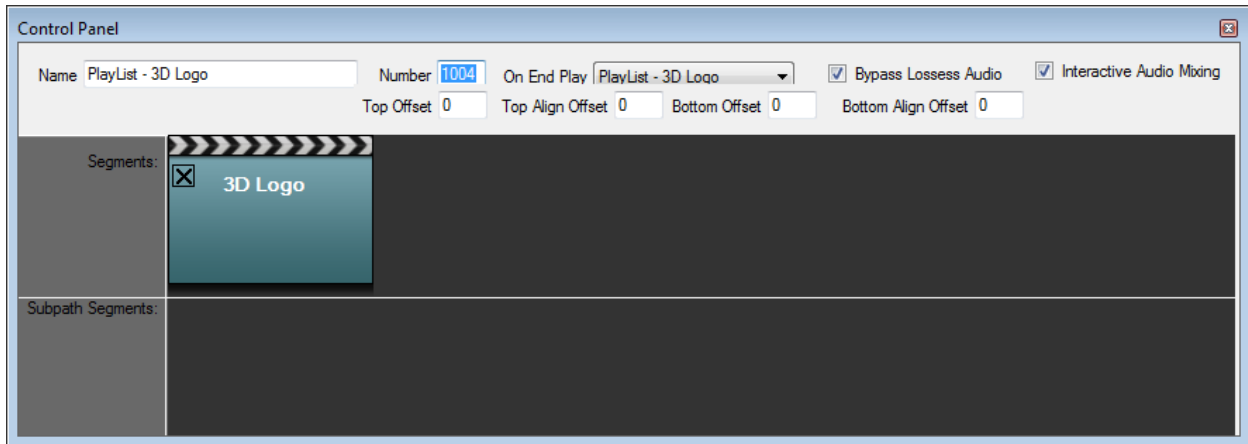 Control Panel
Name PlayList - 3D Logo Number 1004 On End Play PlayList - 3D Logo Bypass Lossess Audio Interactive Audio Mixing
Top Offset 0 Top Align Offset 0 Bottom Offset 0 Bottom Align Offset 0
Segments:
3D Logo
Subpath Segments: